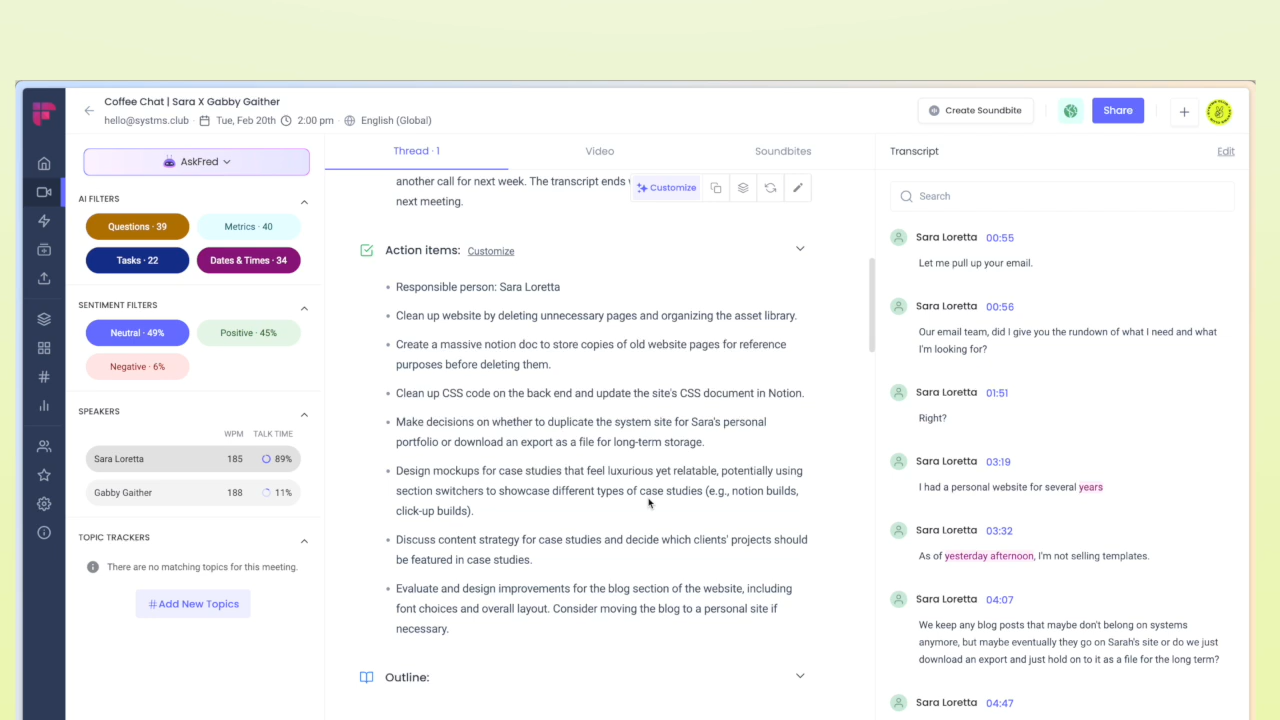 Coffee Chat | Sara X Gabby Gaither
hello@systms.club Tue, Feb 20th 2:00 pm English (Global)
Create Soundbite
Share
AskFred
AI FILTERS
Questions · 39
Metrics · 40
Tasks · 22
Dates & Times · 34
SENTIMENT FILTERS
Neutral · 49%
Positive · 45%
Negative · 6%
SPEAKERS
WPM TALK TIME
Sara Loretta 185 89%
Gabby Gaither 188 11%
TOPIC TRACKERS
There are no matching topics for this meeting.
#Add New Topics
Thread · 1
Video
Soundbites
another call for next week. The transcript ends
next meeting.
Customize
Action items: Customize
• Responsible person: Sara Loretta
• Clean up website by deleting unnecessary pages and organizing the asset library.
• Create a massive notion doc to store copies of old website pages for reference
purposes before deleting them.
• Clean up CSS code on the back end and update the site's CSS document in Notion.
• Make decisions on whether to duplicate the system site for Sara's personal
portfolio or download an export as a file for long-term storage.
• Design mockups for case studies that feel luxurious yet relatable, potentially using
section switchers to showcase different types of case studies (e.g., notion builds,
click-up builds).
• Discuss content strategy for case studies and decide which clients' projects should
be featured in case studies.
• Evaluate and design improvements for the blog section of the website, including
font choices and overall layout. Consider moving the blog to a personal site if
necessary.
Outline:
Transcript
Edit
Search
Sara Loretta 00:55
Let me pull up your email.
Sara Loretta 00:56
Our email team, did I give you the rundown of what I need and what
I'm looking for?
Sara Loretta 01:51
Right?
Sara Loretta 03:19
I had a personal website for several years
Sara Loretta 03:32
As of yesterday afternoon, I'm not selling templates.
Sara Loretta 04:07
We keep any blog posts that maybe don't belong on systems
anymore, but maybe eventually they go on Sarah's site or do we just
download an export and just hold on to it as a file for the long term?
Sara Loretta 04:47